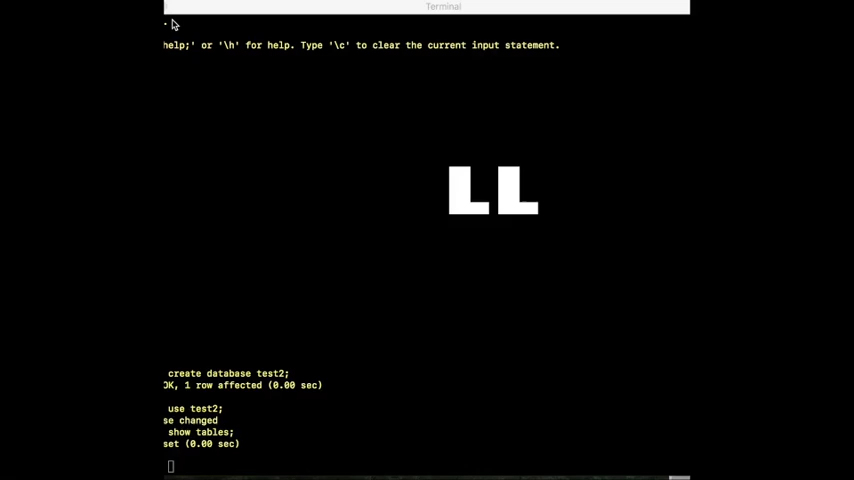 Terminal
help;' or '\h' for help. Type '\c' to clear the current input statement.
LL
create database test2;
OK, 1 row affected (0.00 sec)
use test2;
se changed
show tables;
set (0.00 sec)